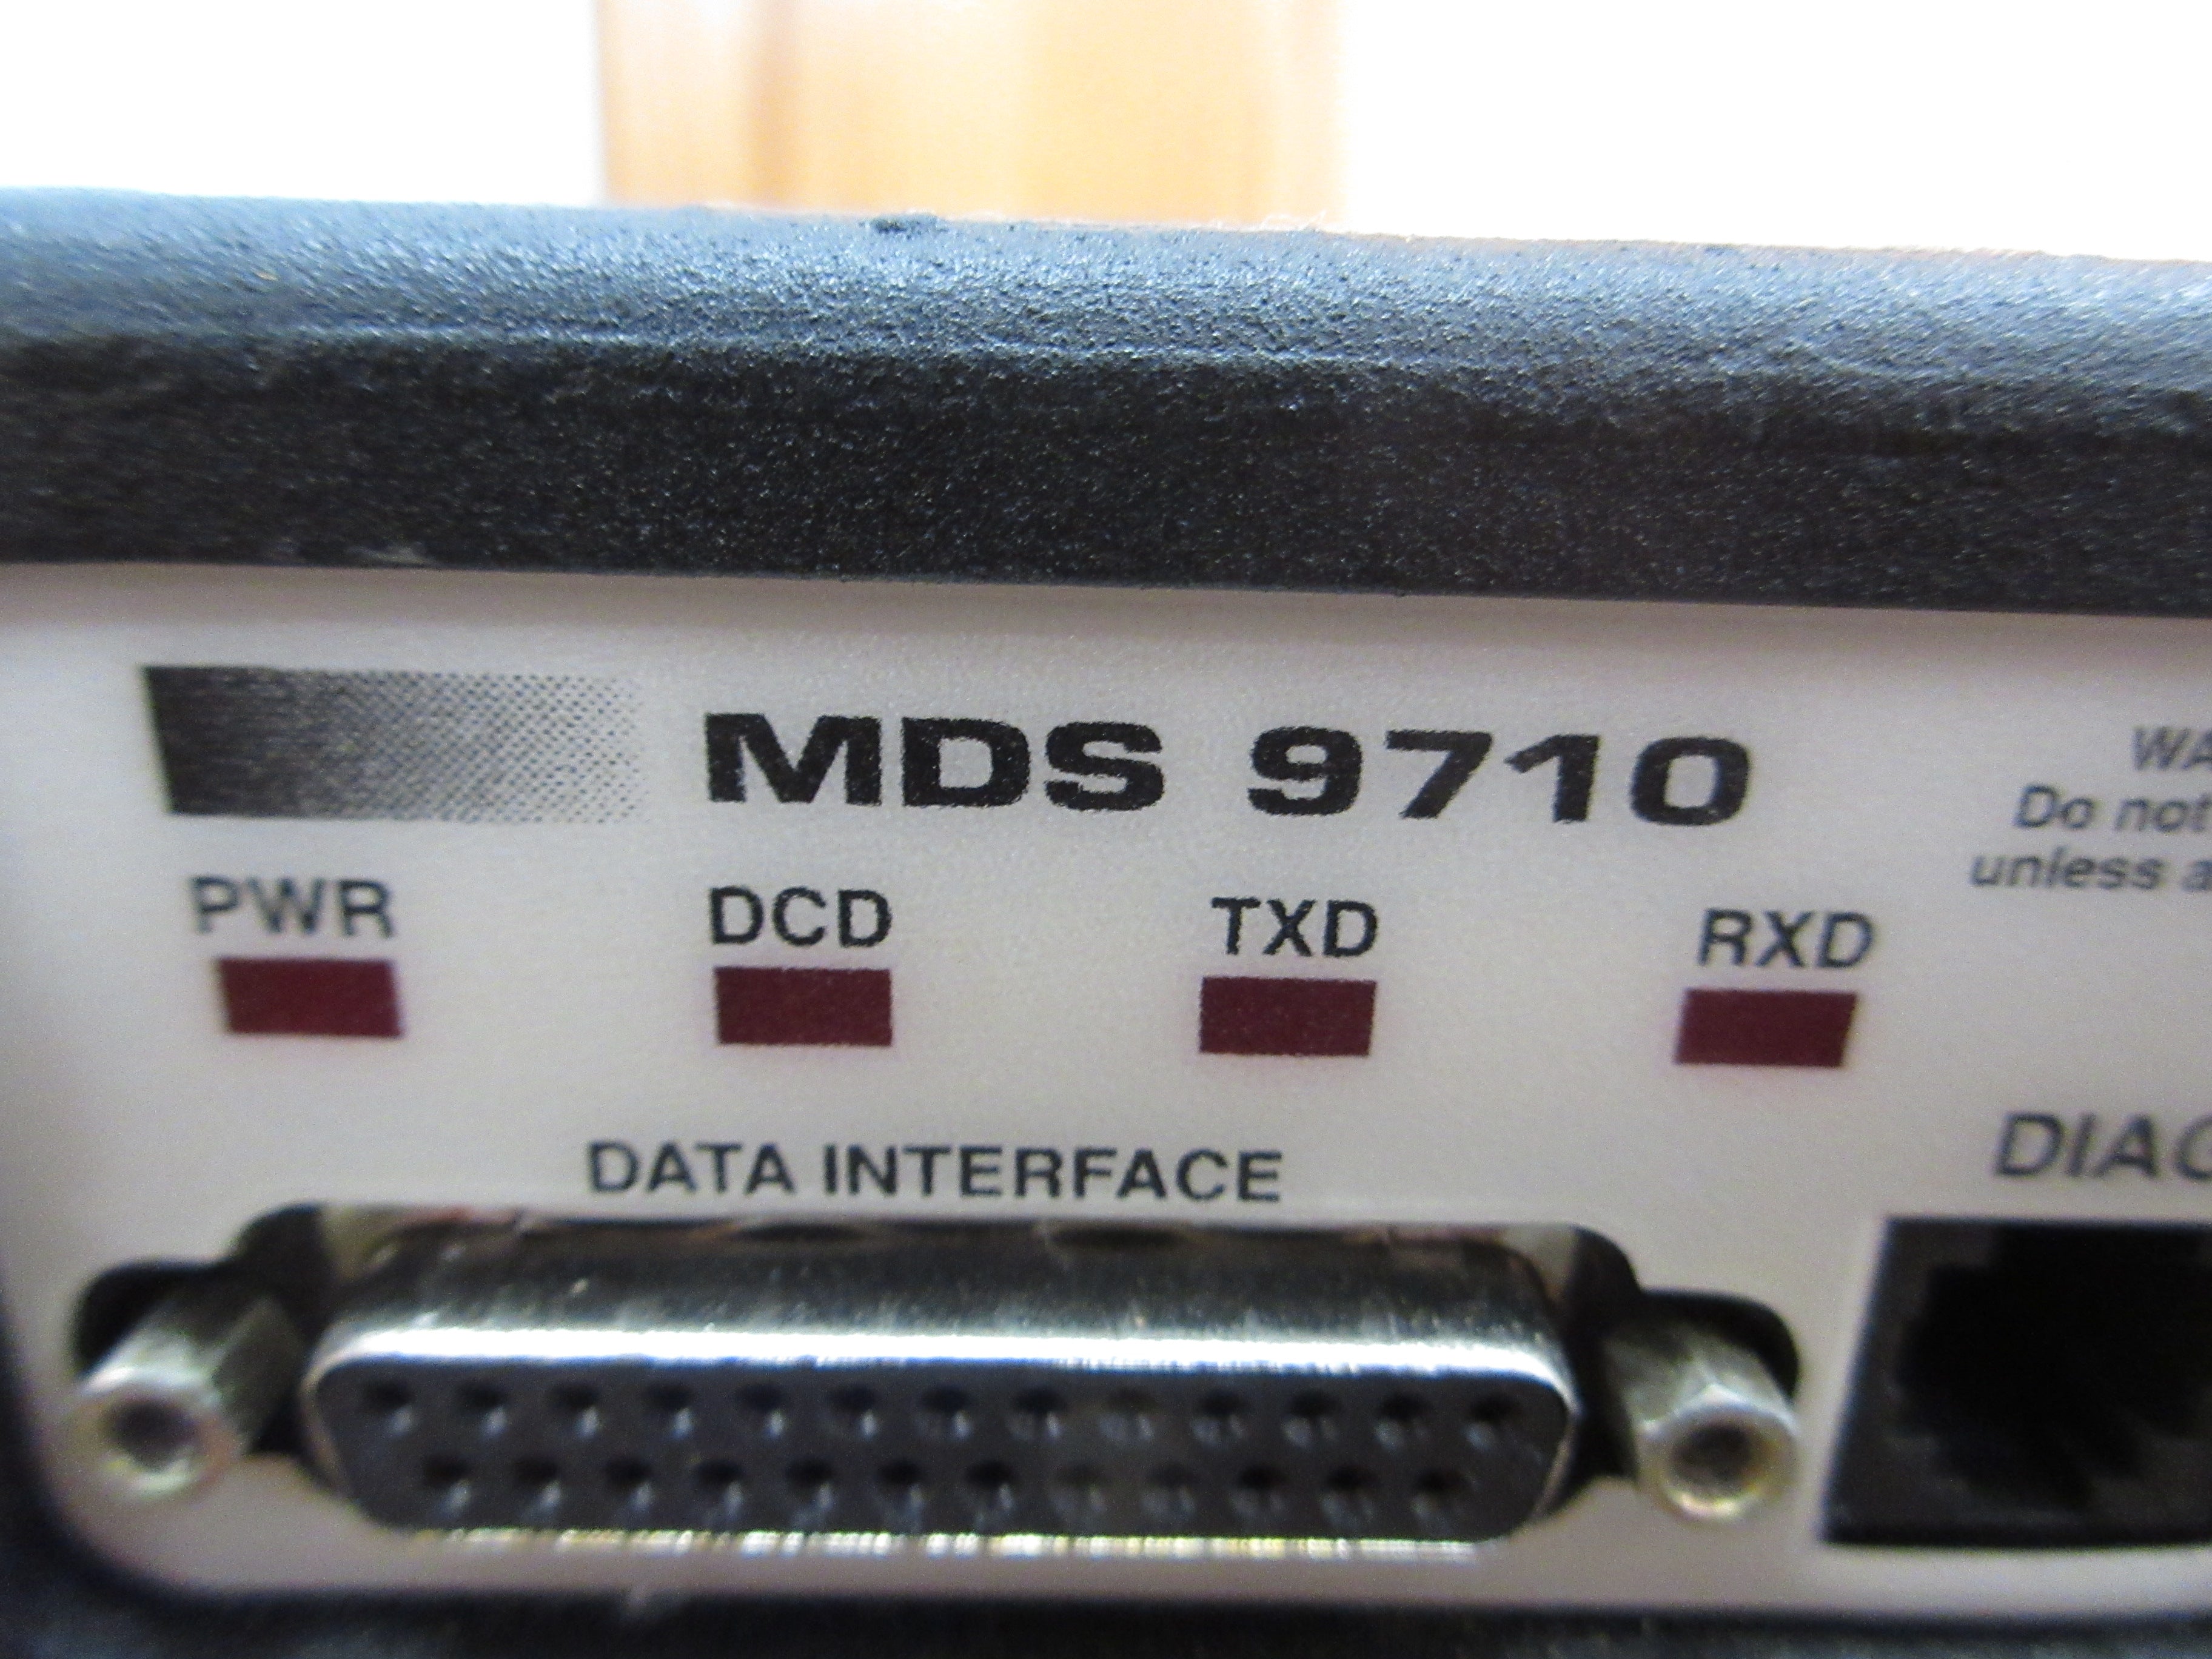 MDS 9710
Do not
unless
PWR DCD TXD RXD
DATA INTERFACE